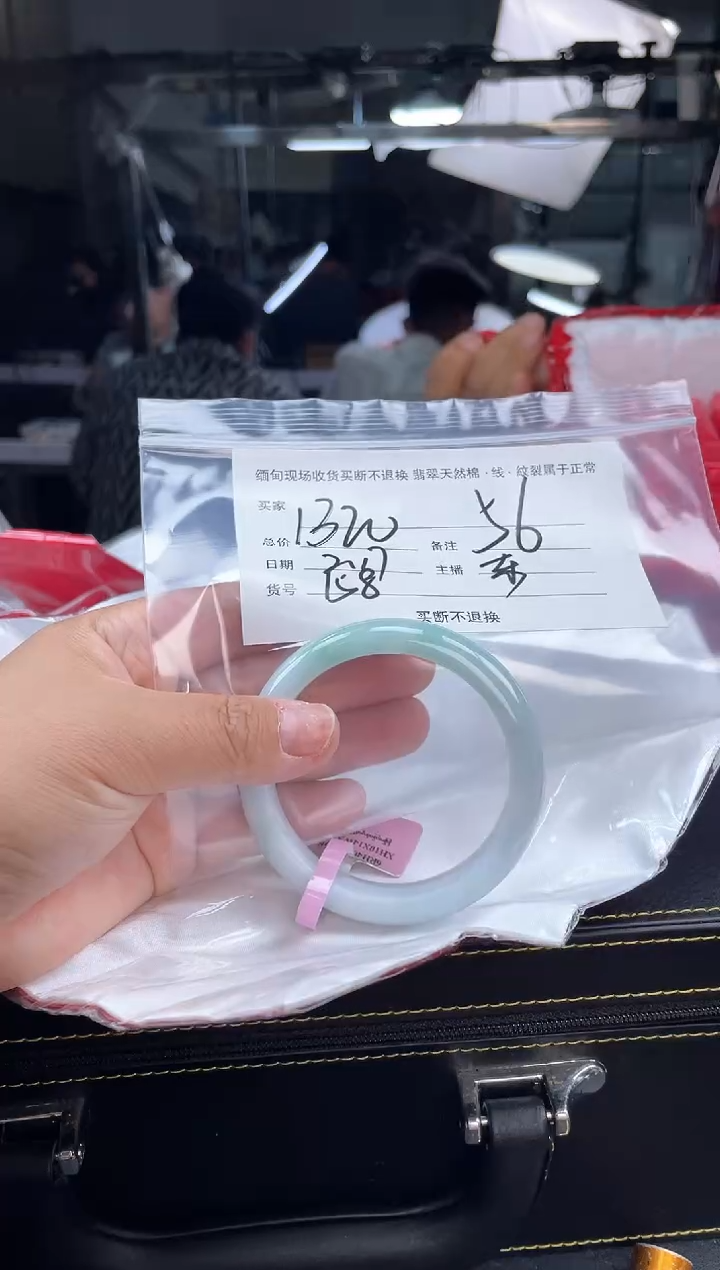 缅甸现场收货买断不退换 翡翠天然棉·线·纹裂属于正常
买家
总价 1320 备注 56
日期 主播
货号
买断不退换